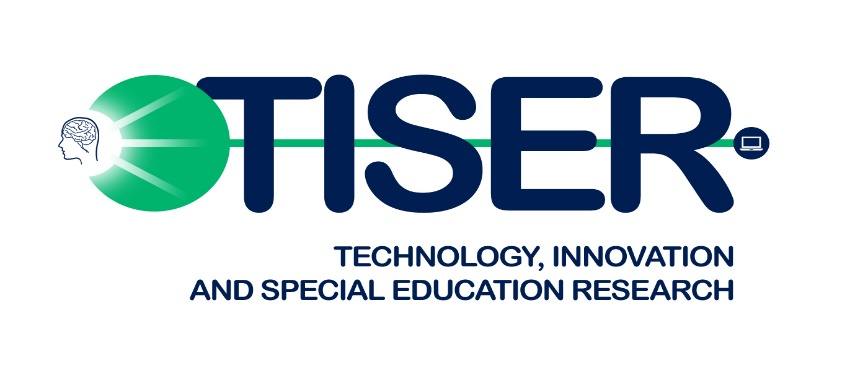 TISER
TECHNOLOGY, INNOVATION
AND SPECIAL EDUCATION RESEARCH